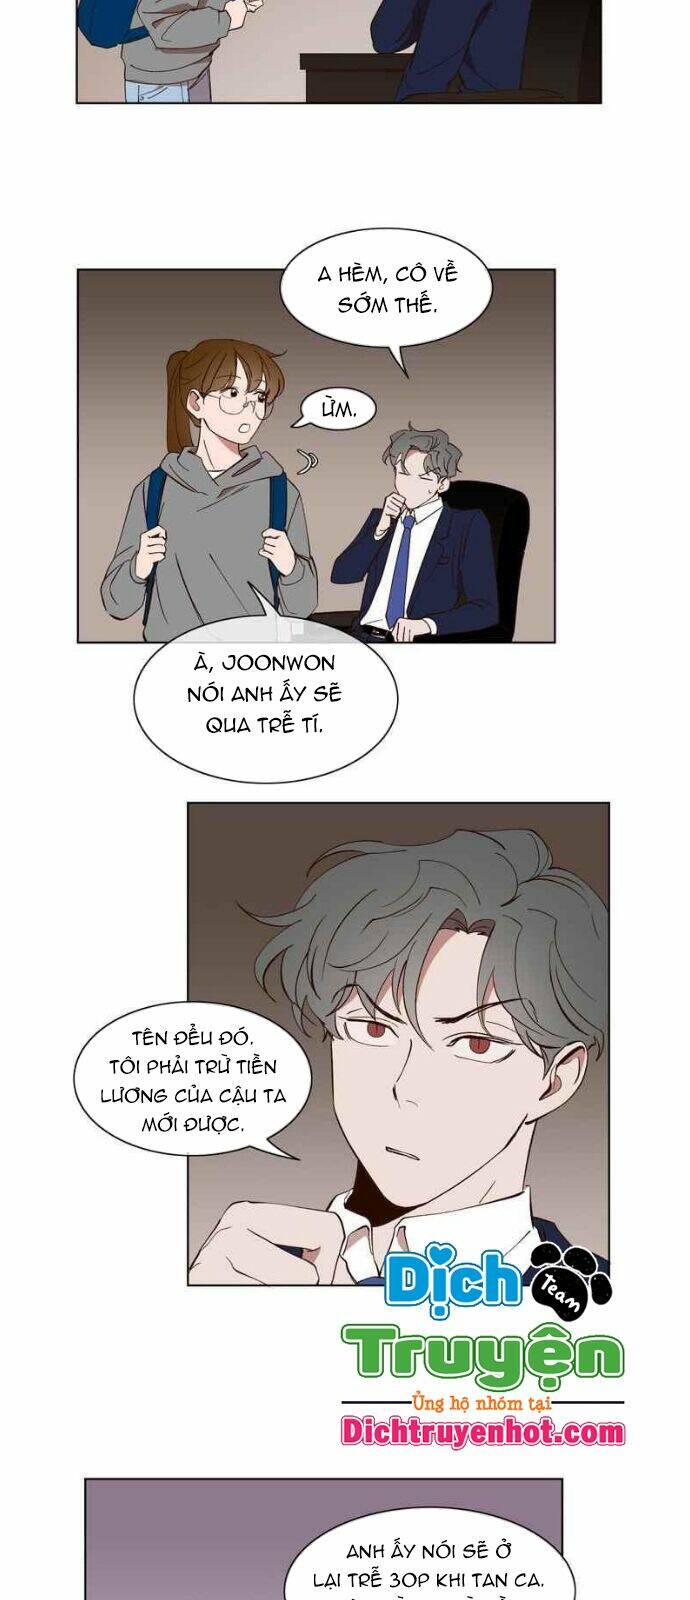 A HÈM, CÔ VỀ
SỚM THẾ.
ỪM.
À, JOONWON
NÓI ANH ẤY SẼ
QUA TRỄ TÍ.
TÊN ĐỂU ĐÓ.
TÔI PHẢI TRỪ TIỀN
LƯƠNG CỦA CẬU TA
MỚI ĐƯỢC.
Dịch
team
Truyện
Ủng hộ nhóm tại
Dichtruyenhot.com
ANH ẤY NÓI SẼ Ở
LẠI TRỄ 30P KHI TAN CA.